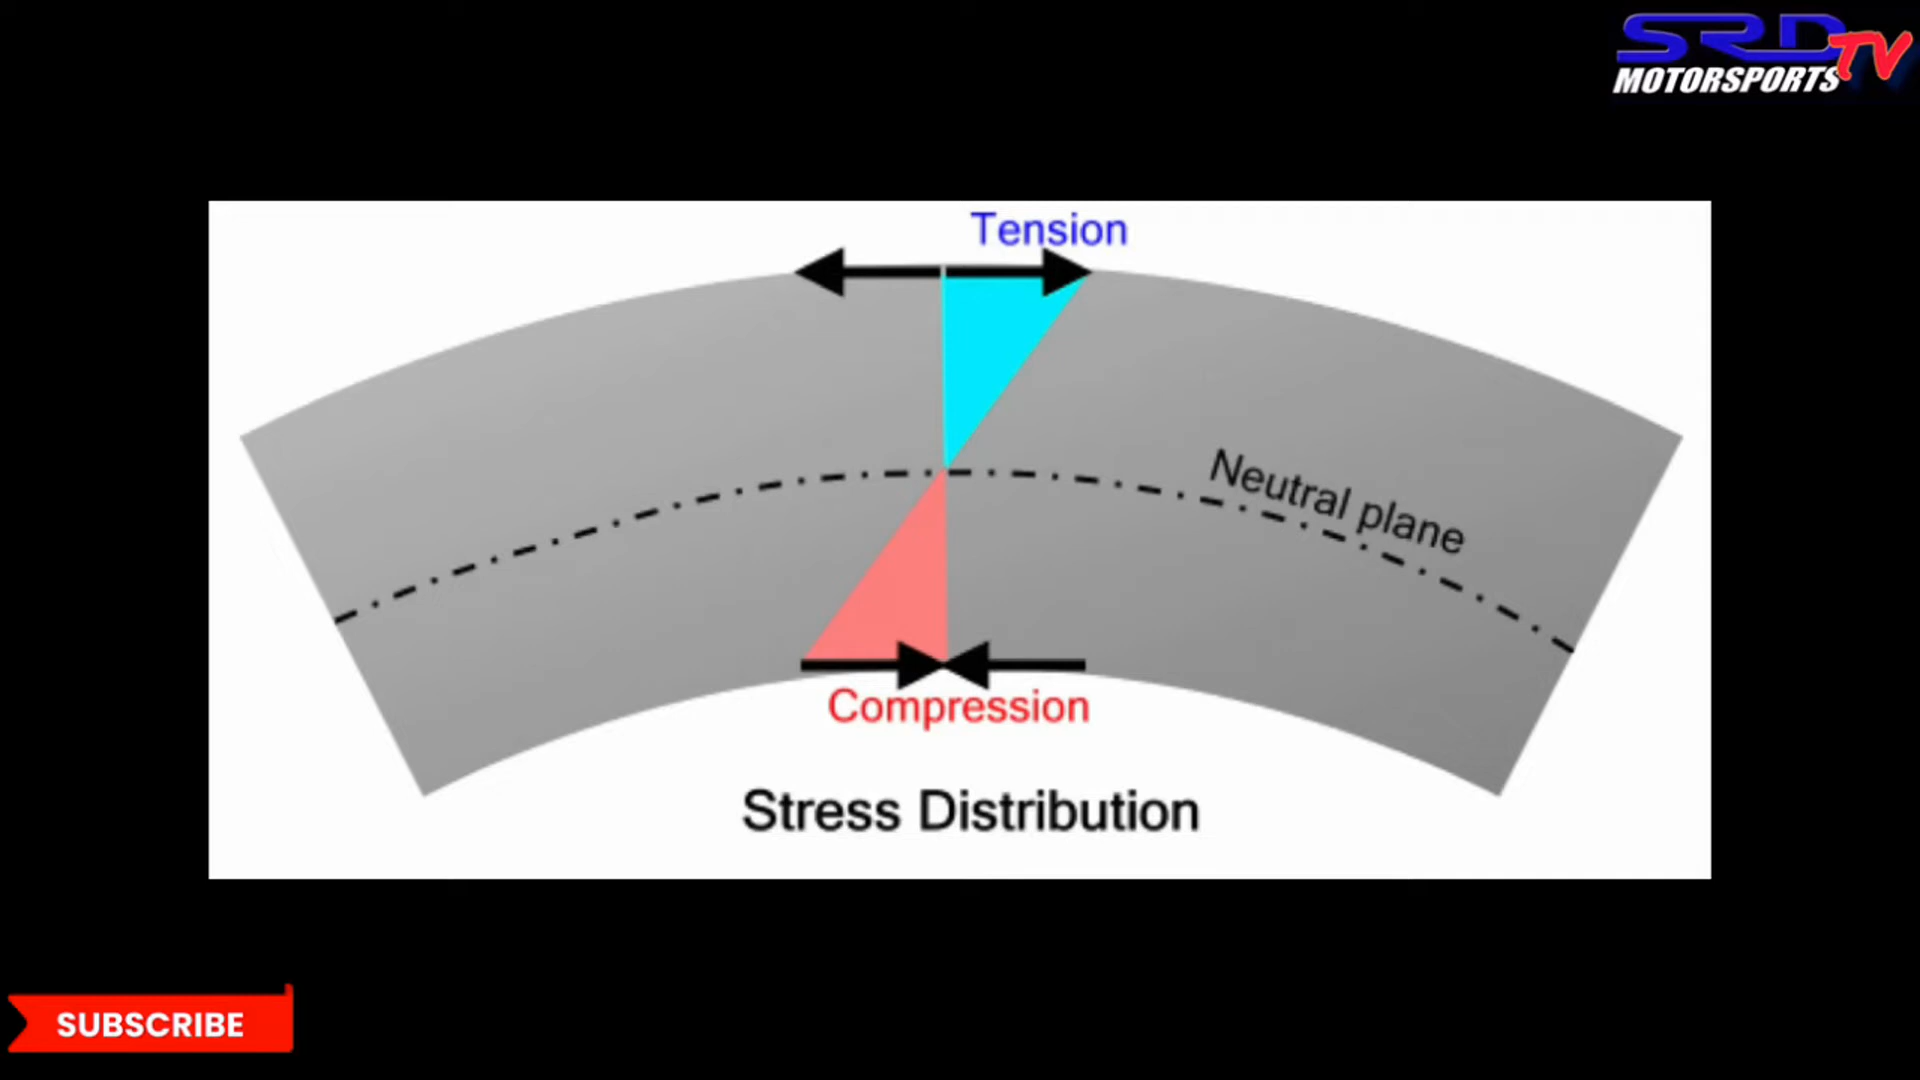 SRD TV
MOTORSPORTS
Tension
Neutral plane
Compression
Stress Distribution
SUBSCRIBE